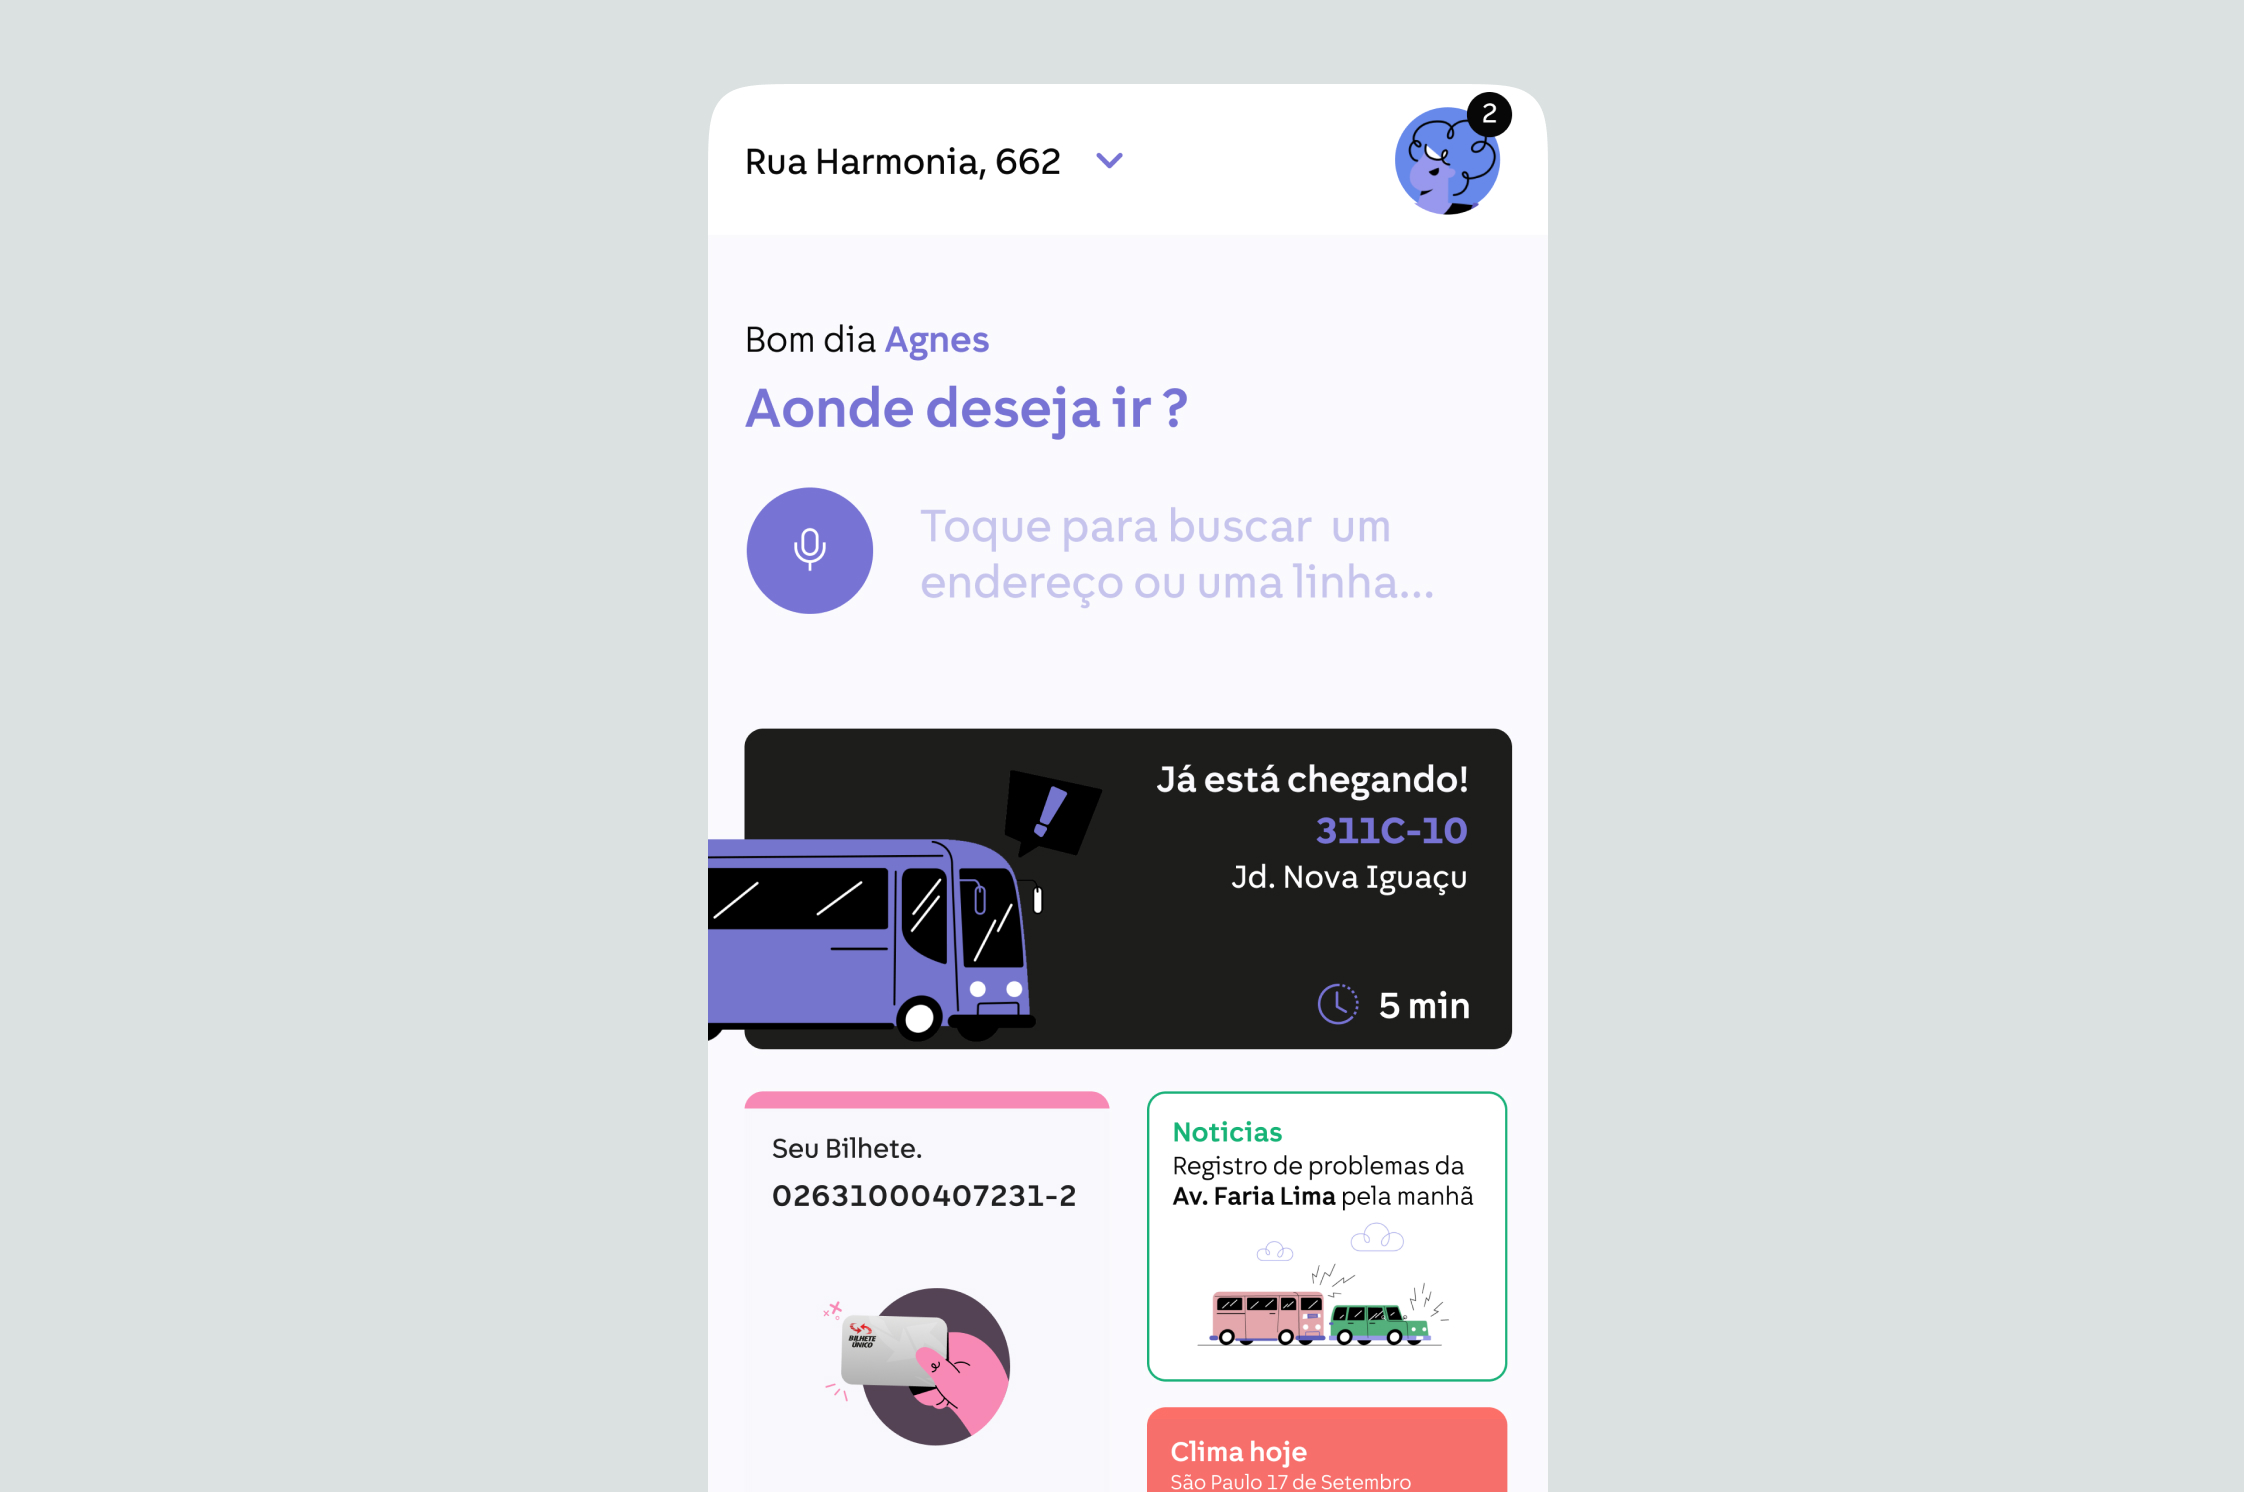 Rua Harmonia, 662
2
Bom dia Agnes
Aonde deseja ir ?
Toque para buscar um
endereço ou uma linha...
!
Já está chegando!
311C-10
Jd. Nova Iguaçu
5 min
Seu Bilhete.
02631000407231-2
BILHETE
ÚNICO
Noticias
Registro de problemas da
Av. Faria Lima pela manhã
Clima hoje
São Paulo 17 de Setembro